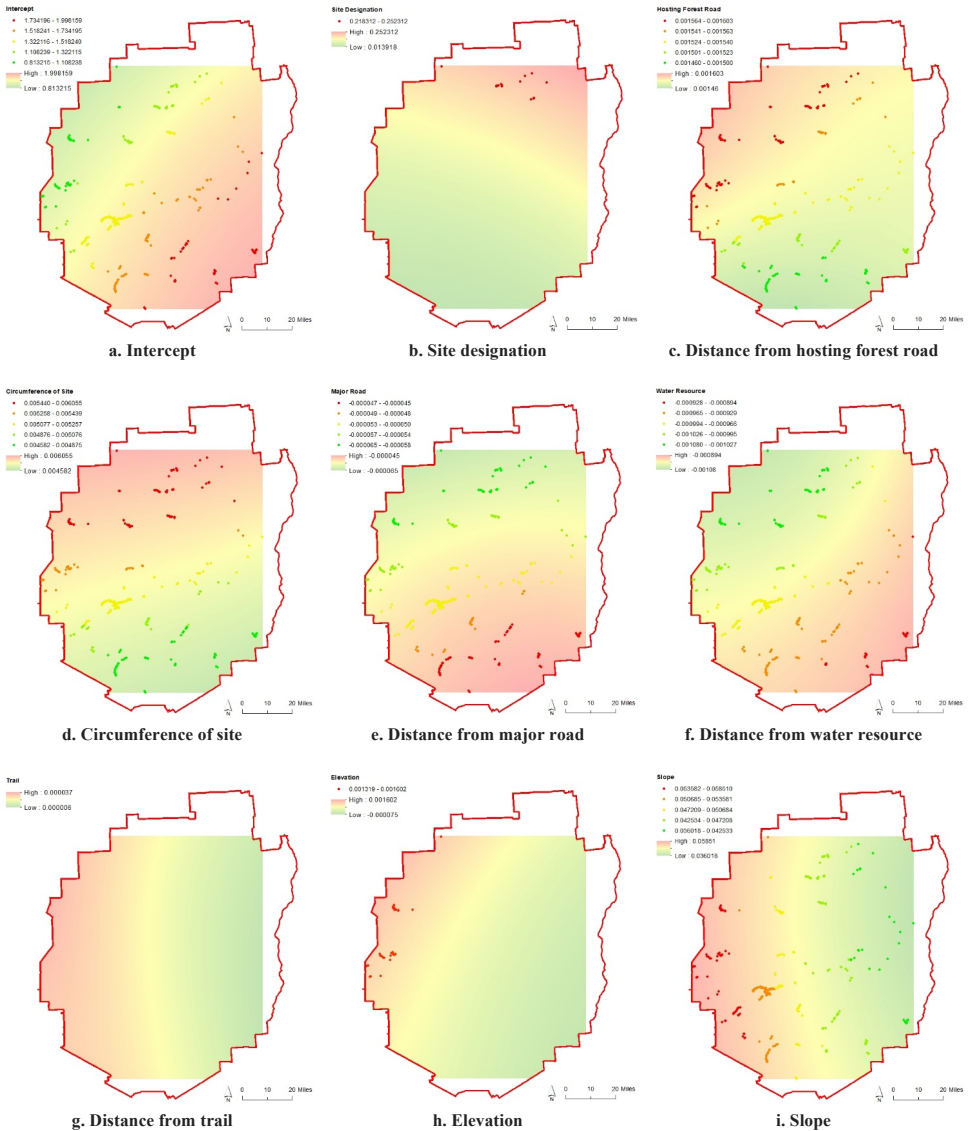 Intercept
1.734196 - 1.998159
1.518241 - 1.734195
1.322116 - 1.518240
1.108239 - 1.322115
0.813215 - 1.108238
High : 1.998159
Low : 0.813215
N
0 10 20 Miles
a. Intercept
Site Designation
0.218312 - 0.252312
High : 0.252312
Low : 0.013918
N
0 10 20 Miles
b. Site designation
Hosting Forest Road
0.001564 - 0.001603
0.001541 - 0.001563
0.001524 - 0.001540
0.001501 - 0.001523
0.001460 - 0.001500
High : 0.001603
Low : 0.00146
N
0 10 20 Miles
c. Distance from hosting forest road
Circumference of Site
0.005440 - 0.006055
0.005258 - 0.005439
0.005077 - 0.005257
0.004876 - 0.005076
0.004582 - 0.004875
High : 0.006055
Low : 0.004582
N
0 10 20 Miles
d. Circumference of site
Major Road
-0.000047 - -0.000045
-0.000049 - -0.000048
-0.000053 - -0.000050
-0.000057 - -0.000054
-0.000065 - -0.000058
High : -0.000045
Low : -0.000065
N
0 10 20 Miles
e. Distance from major road
Water Resource
-0.000928 - -0.000894
-0.000965 - -0.000929
-0.000994 - -0.000966
-0.001026 - -0.000995
-0.001080 - -0.001027
High : -0.000894
Low : -0.00108
N
0 10 20 Miles
f. Distance from water resource
Trail
High : 0.000037
Low : 0.000006
N
0 10 20 Miles
g. Distance from trail
Elevation
0.001319 - 0.001602
High : 0.001602
Low : -0.000075
N
0 10 20 Miles
h. Elevation
Slope
0.050685 - 0.053581
0.047209 - 0.050684
0.042534 - 0.047208
0.036018 - 0.042533
Low : 0.036018
N
0 10 20 Miles
i. Slope